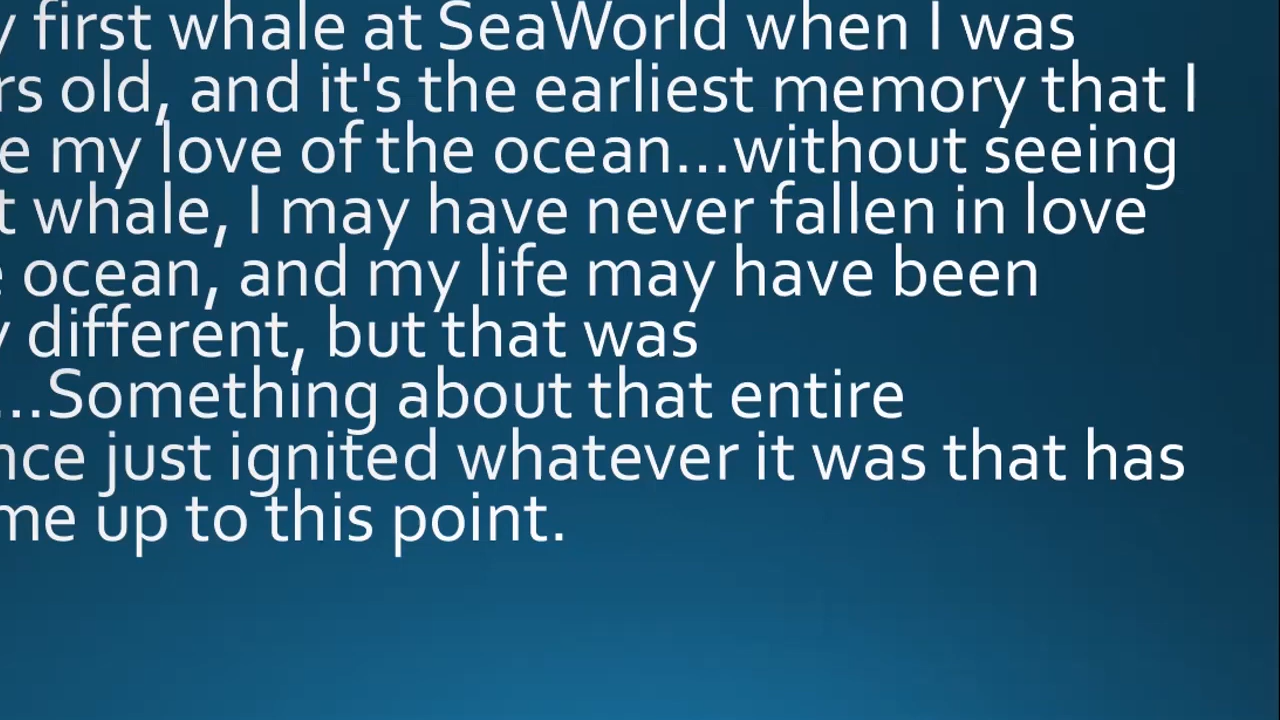 y first whale at SeaWorld when I was
rs old, and it's the earliest memory that I
e my love of the ocean...without seeing
t whale, I may have never fallen in love
e ocean, and my life may have been
y different, but that was
...Something about that entire
nce just ignited whatever it was that has
me up to this point.